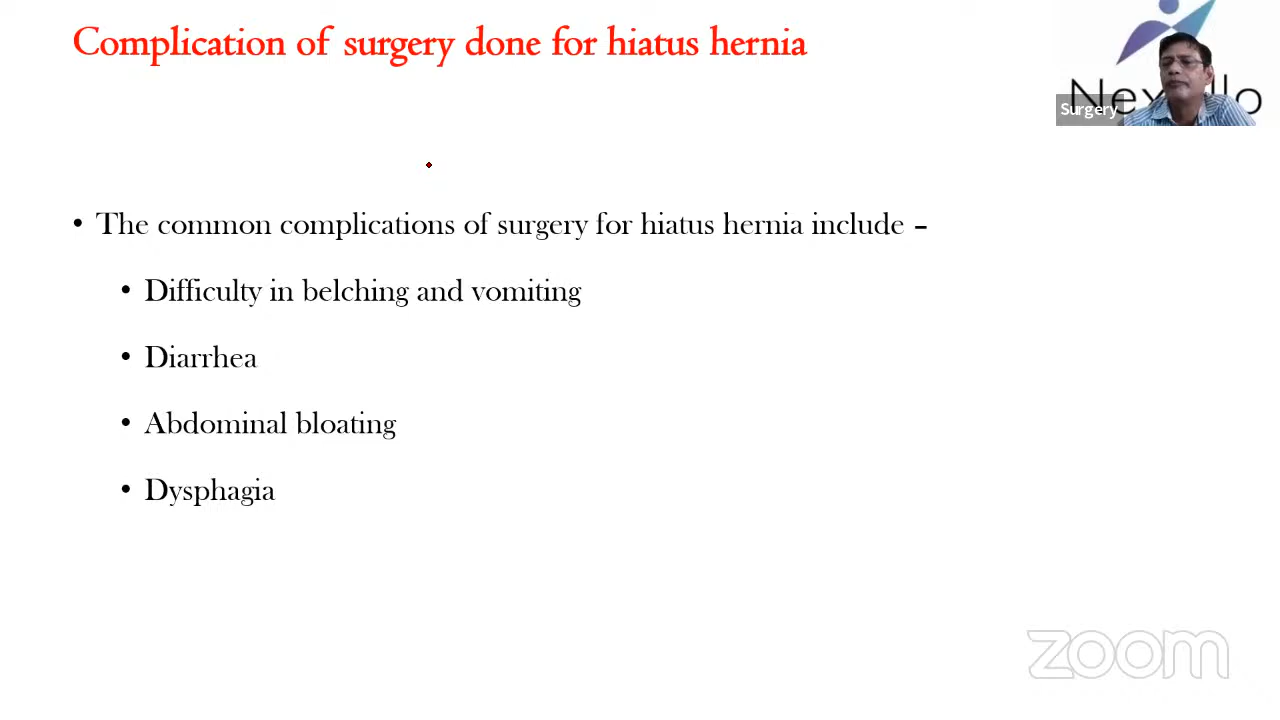 Complication of surgery done for hiatus hernia
Surgery
• The common complications of surgery for hiatus hernia include –
• Difficulty in belching and vomiting
• Diarrhea
• Abdominal bloating
• Dysphagia
zoom